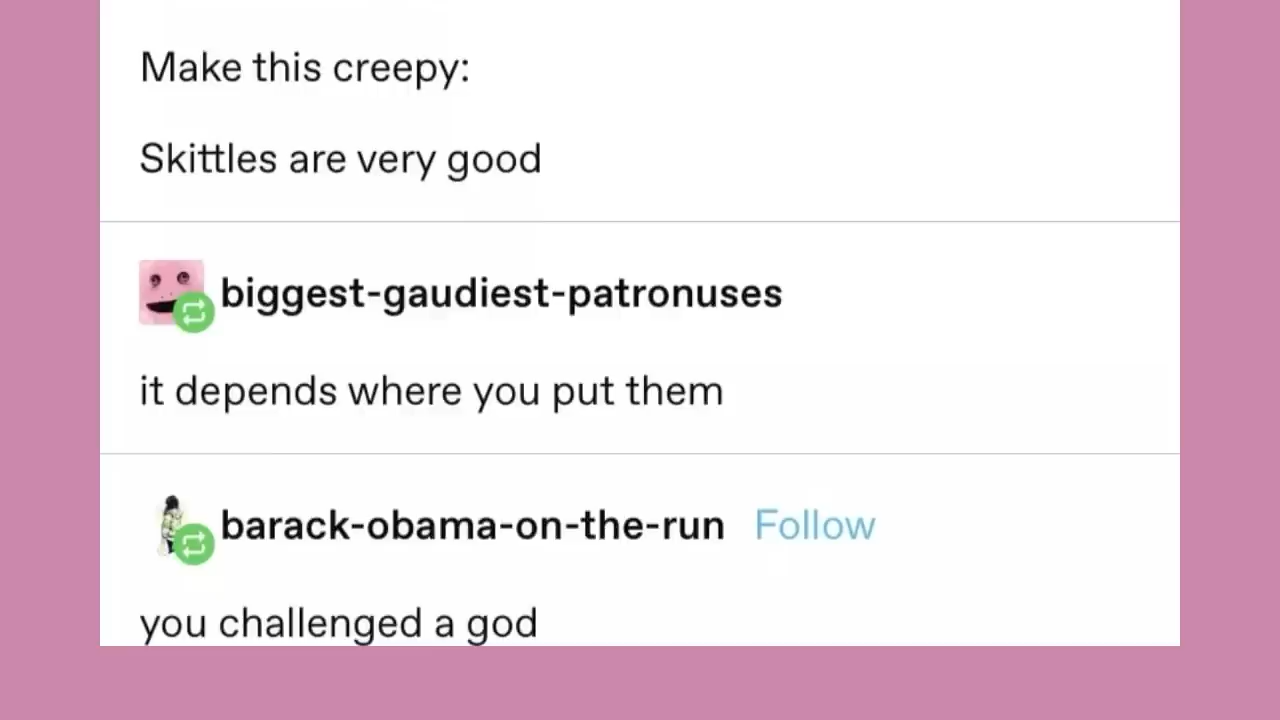 Make this creepy:
Skittles are very good
biggest-gaudiest-patronuses
it depends where you put them
barack-obama-on-the-run Follow
you challenged a god